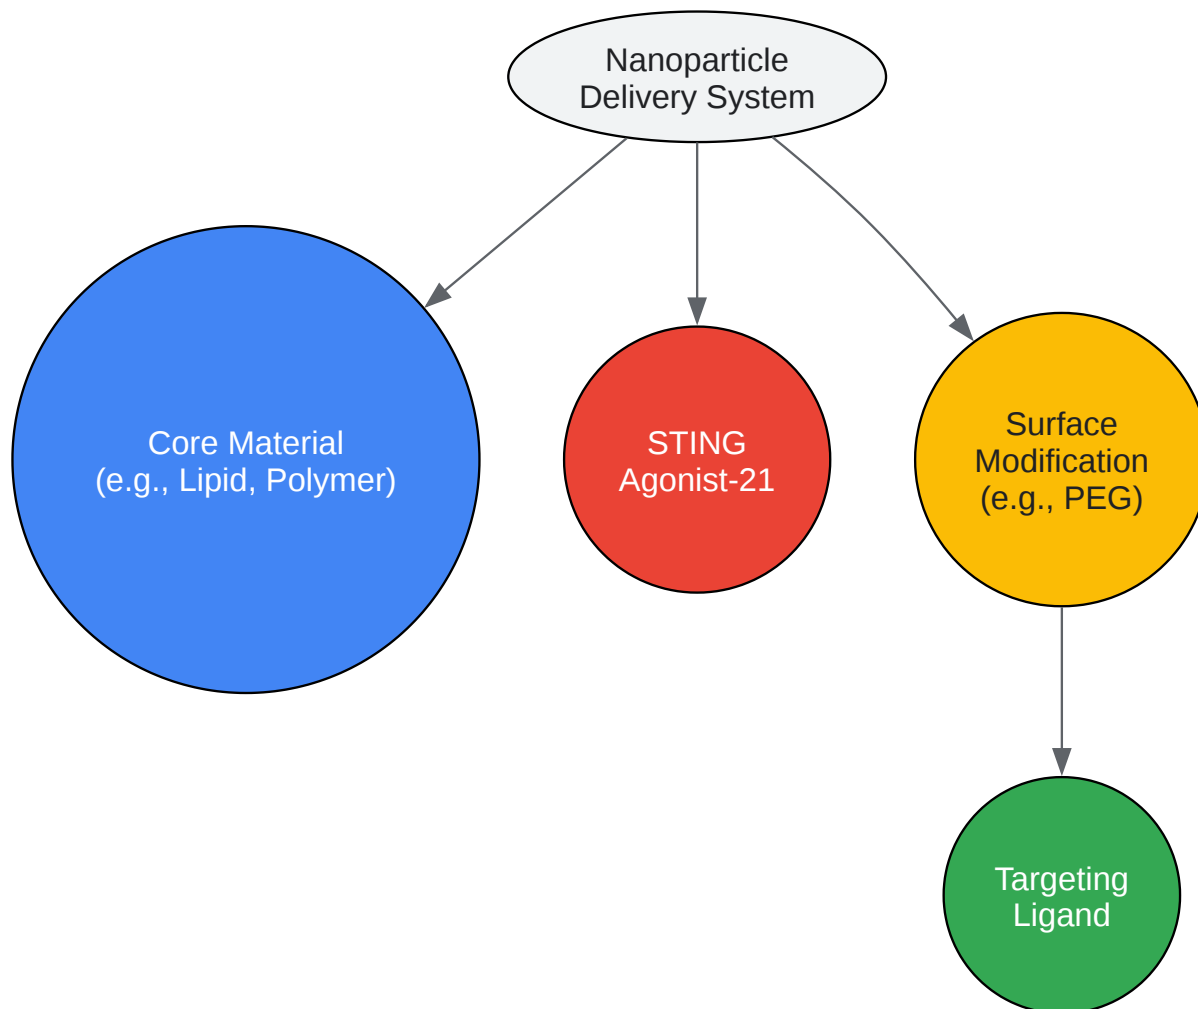 Nanoparticle
Delivery System
Core Material
(e.g., Lipid, Polymer)
STING
Agonist-21
Surface
Modification
(e.g., PEG)
Targeting
Ligand